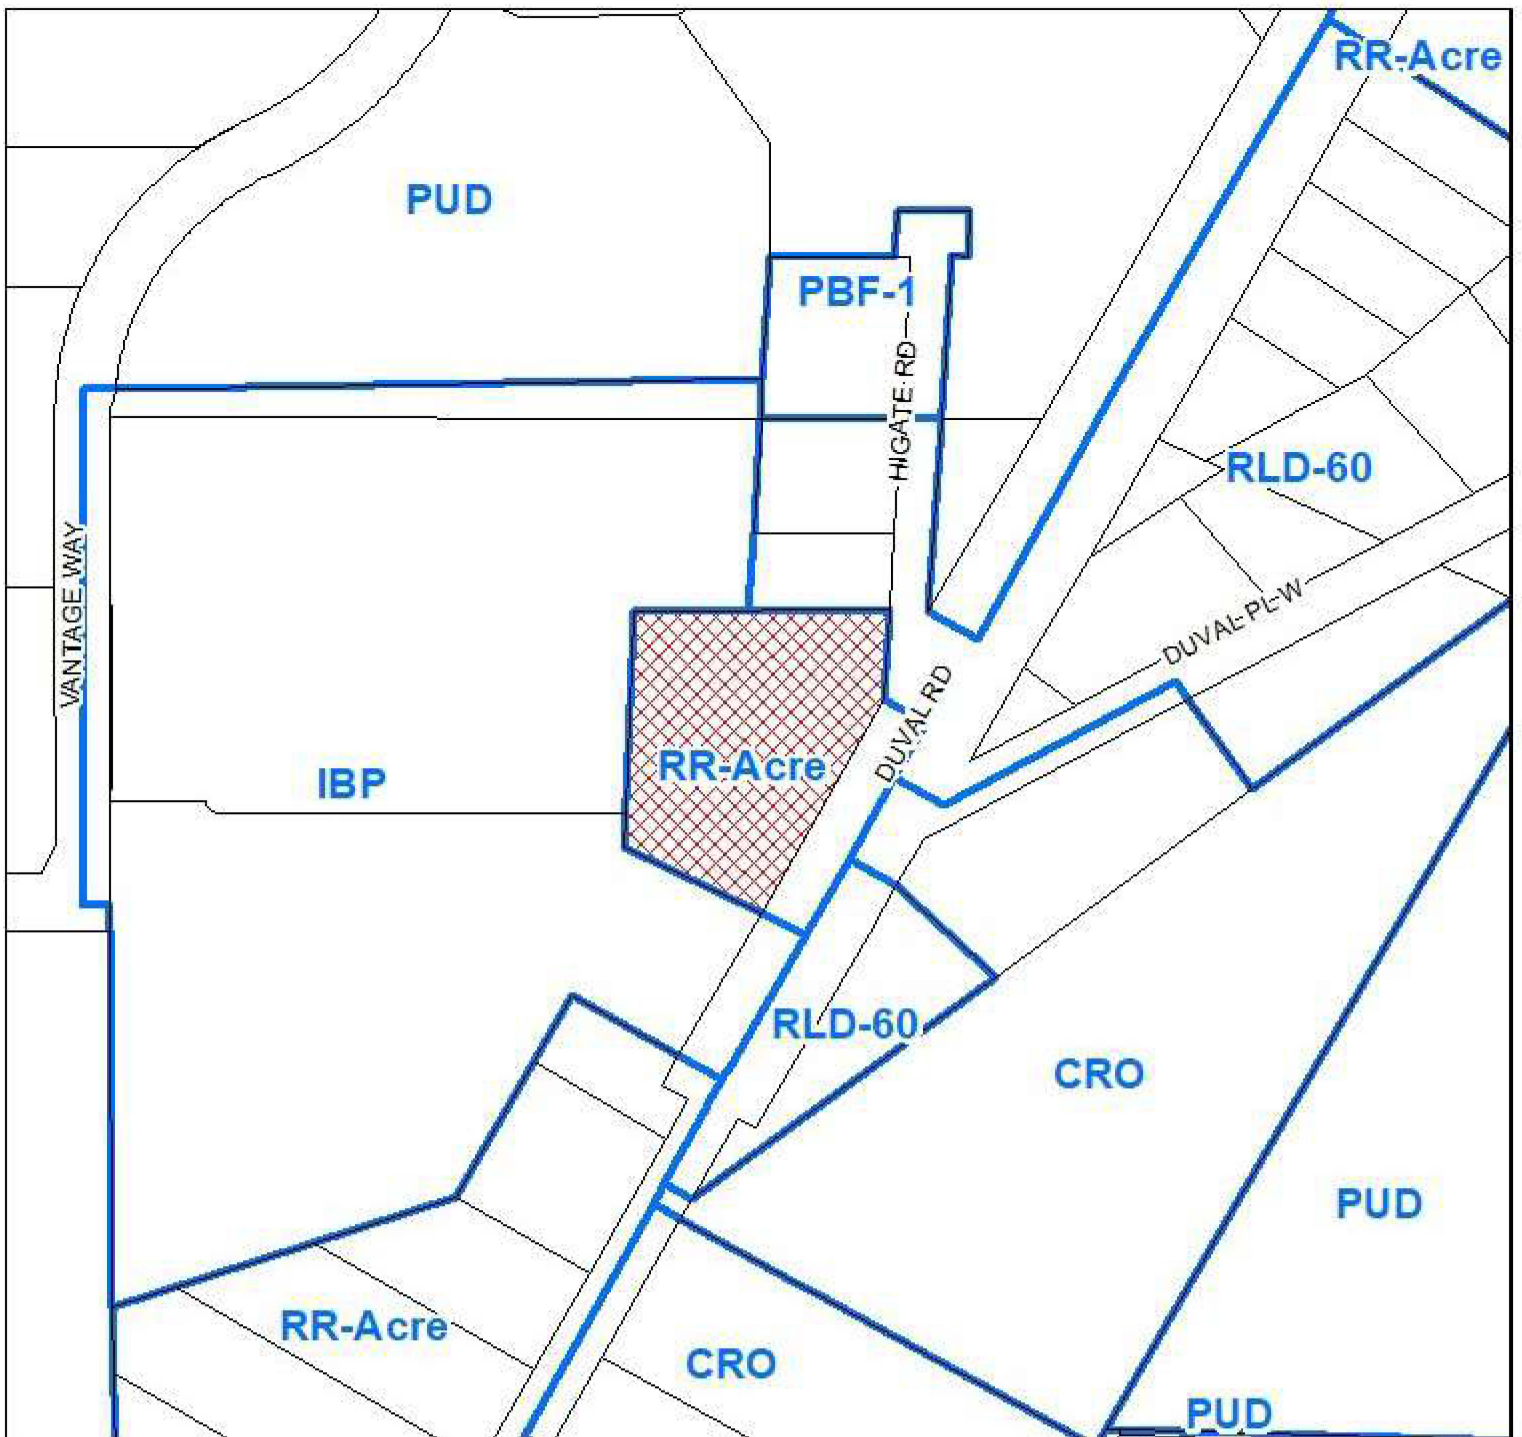 RR-Acre
PUD
PBF-1
HIGATE RD
RLD-60
VANTAGE WAY
DUVAL PL W
DUVAL RD
RR-Acre
IBP
RLD-60
CRO
PUD
RR-Acre
CRO
PUD